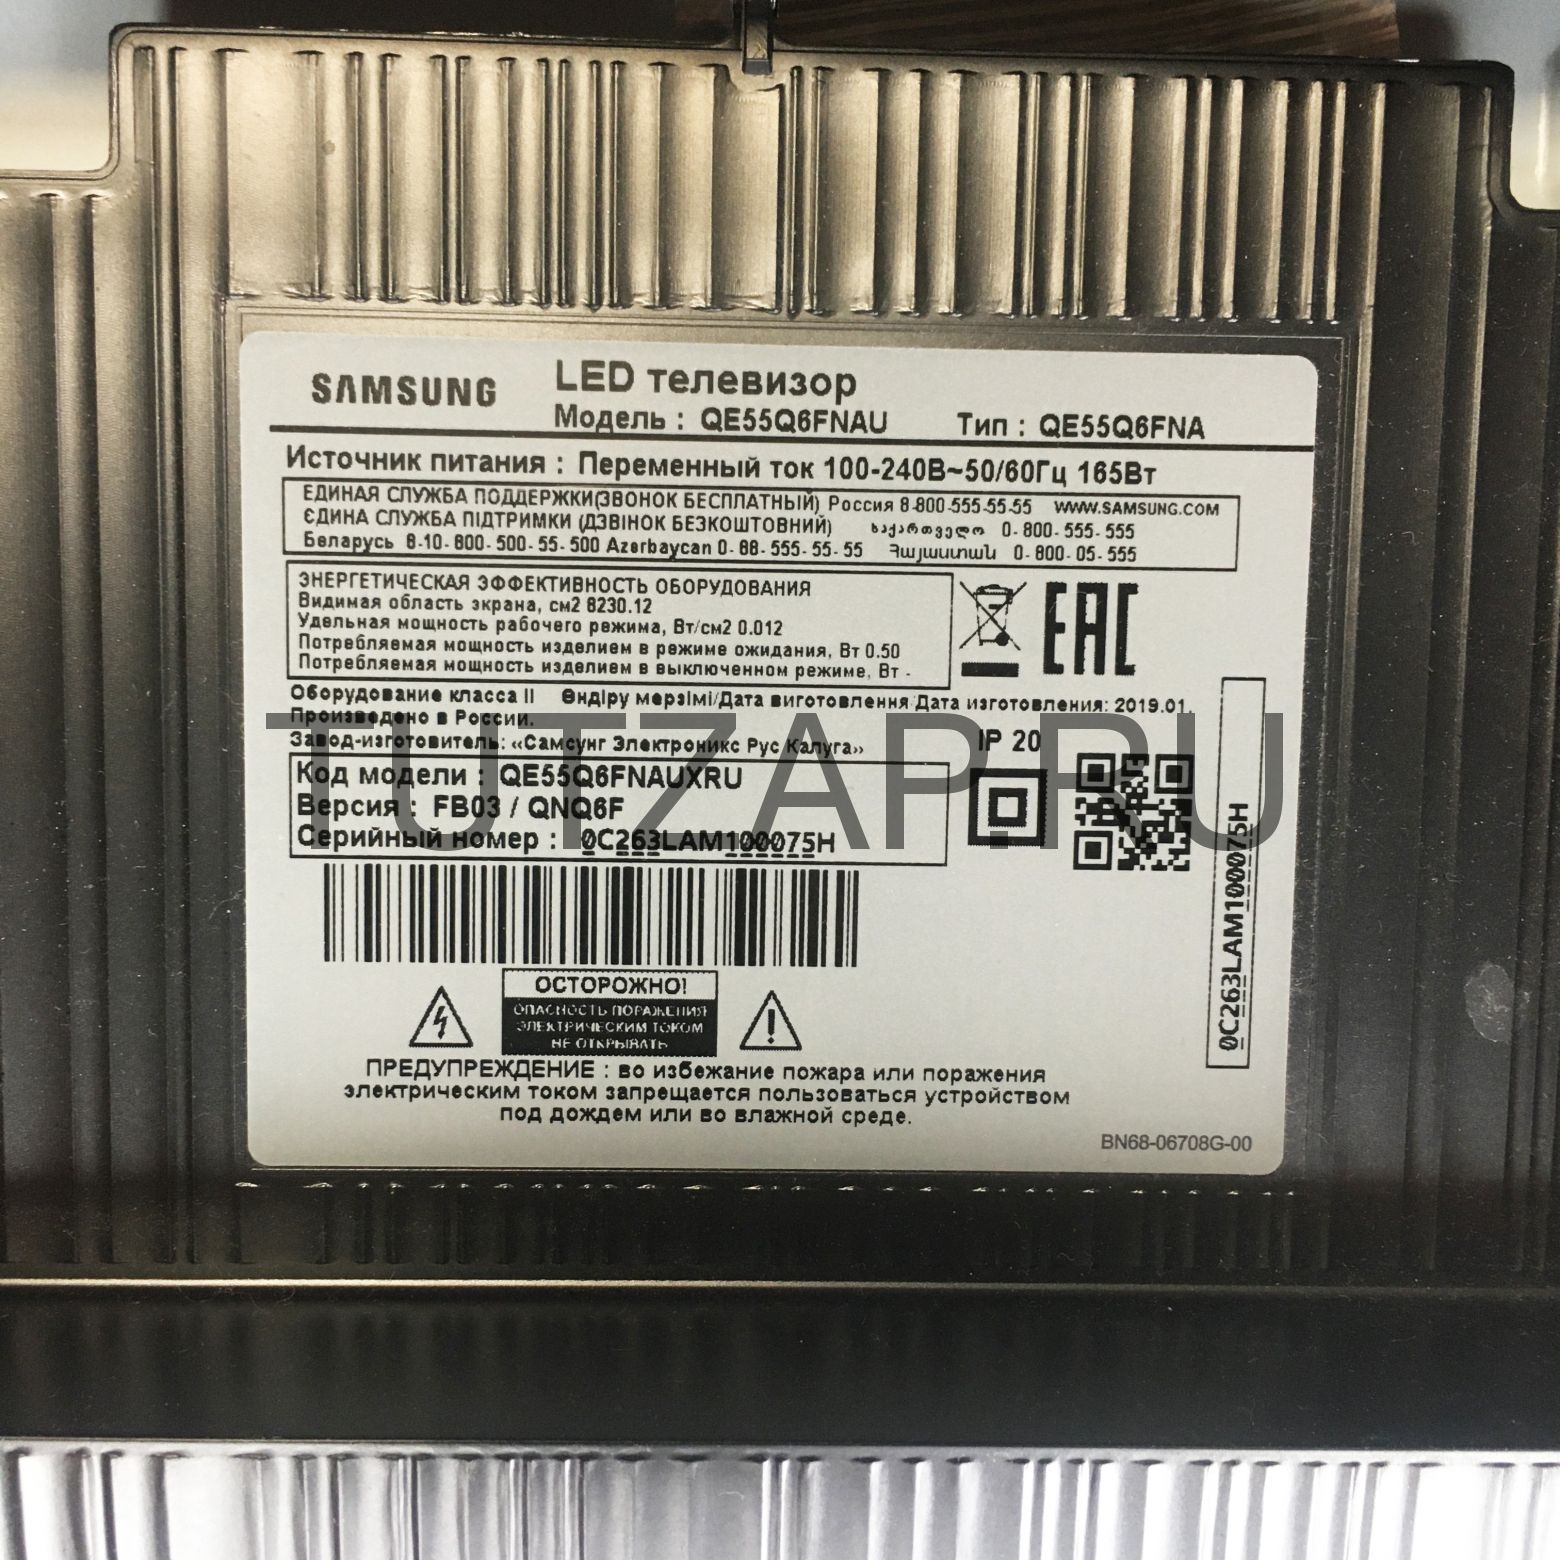 SAMSUNG
LED телевизор
Модель : QE55Q6FNAU Тип : QE55Q6FNA
Источник питания : Переменный ток 100-240В~50/60Гц 165Вт
ЕДИНАЯ СЛУЖБА ПОДДЕРЖКИ(ЗВОНОК БЕСПЛАТНЫЙ) Россия 8-800-555-55-55 WWW.SAMSUNG.COM
ЄДИНА СЛУЖБА ПІДТРИМКИ (ДЗВІНОК БЕЗКОШТОВНИЙ) საქართველო 0-800-555-555
Беларусь 8-10-800-500-55-500 Azerbaycan 0-88-555-55-55 Հայաստան 0-800-05-555
ЭНЕРГЕТИЧЕСКАЯ ЭФФЕКТИВНОСТЬ ОБОРУДОВАНИЯ
Видимая область экрана, см2 8230.12
Удельная мощность рабочего режима, Вт/см2 0.012
Потребляемая мощность изделием в режиме ожидания, Вт 0.50
Потребляемая мощность изделием в выключенном режиме, Вт -
EAC
Оборудование класса II Өндіру мерзімі/Дата виготовлення/Дата изготовления: 2019.01.
Произведено в России.
Завод-изготовитель: «Самсунг Электроникс Рус Калуга»
IP 20
TUTZAP.RU
Код модели : QE55Q6FNAUXRU
Версия : FB03 / QNQ6F
Серийный номер : 0C263LAM100075H
0C263LAM100075H
ОСТОРОЖНО!
ОПАСНОСТЬ ПОРАЖЕНИЯ
ЭЛЕКТРИЧЕСКИМ ТОКОМ
НЕ ОТКРЫВАТЬ
ПРЕДУПРЕЖДЕНИЕ : во избежание пожара или поражения
электрическим током запрещается пользоваться устройством
под дождем или во влажной среде.
BN68-06708G-00